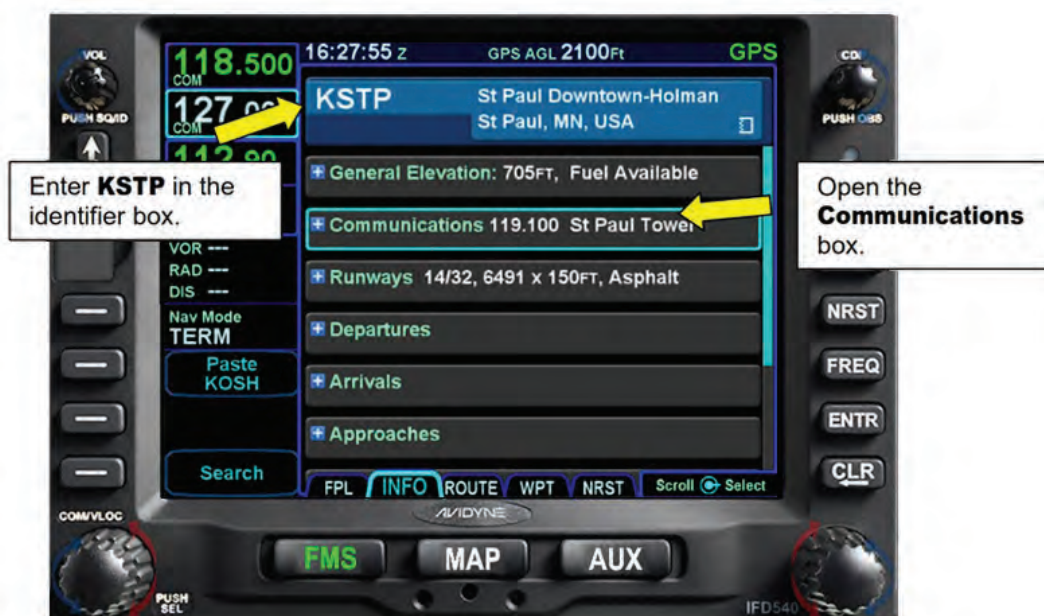 VOL
PUSH SQ/ID
118.500
COM
127
COM
112.80
VOR ---
RAD ---
DIS ---
Nav Mode
TERM
Paste
KOSH
Search
16:27:55 Z GPS AGL 2100Ft GPS
KSTP St Paul Downtown-Holman
St Paul, MN, USA
General Elevation: 705FT, Fuel Available
Communications 119.100 St Paul Tower
Runways 14/32, 6491 x 150FT, Asphalt
Departures
Arrivals
Approaches
FPL INFO ROUTE WPT NRST Scroll Select
CDI
PUSH OBS
NRST
FREQ
ENTR
CLR
Enter KSTP in the
identifier box.
Open the
Communications
box.
COM/VLOC
PUSH
SEL
AVIDYNE
FMS MAP AUX
IFD540